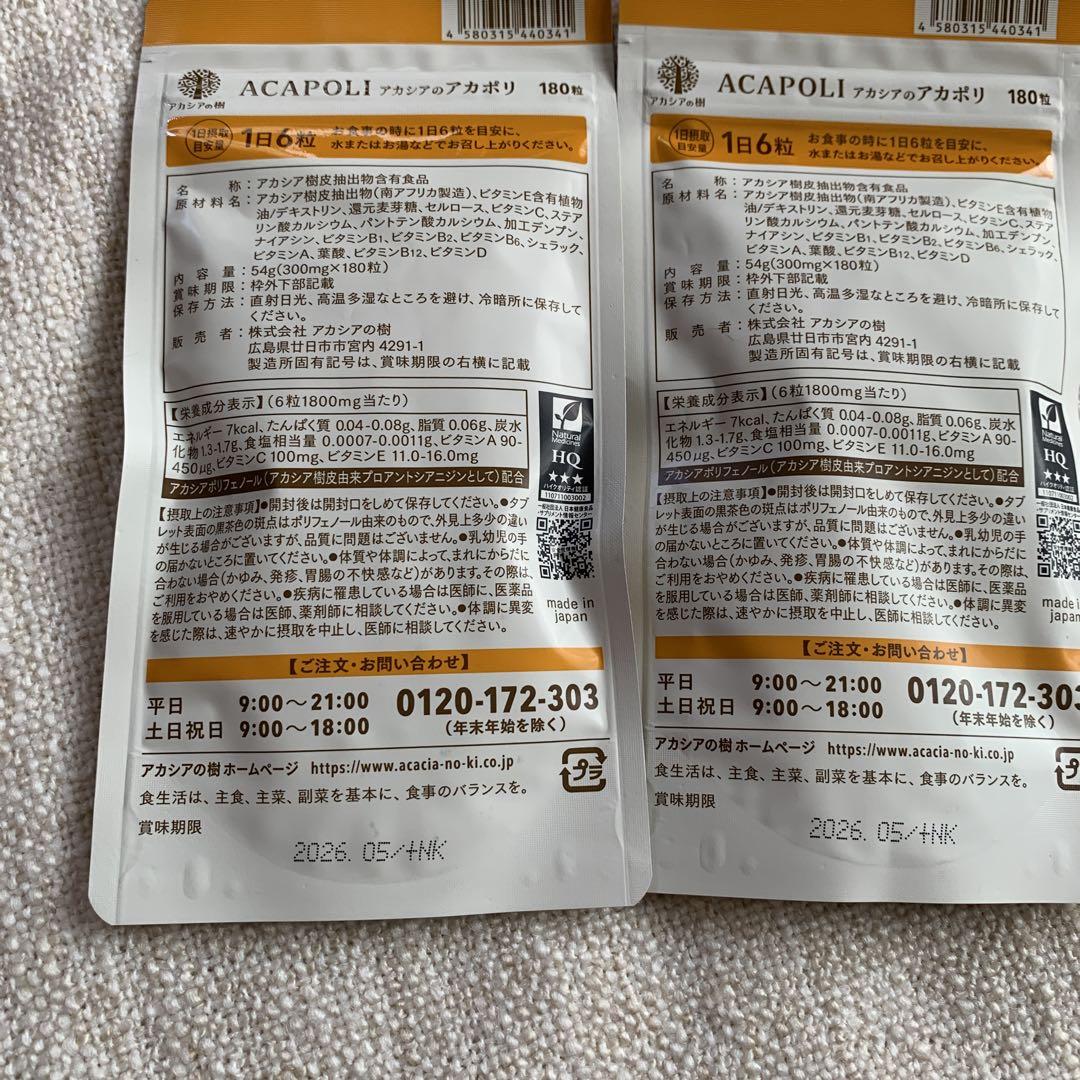 4 580315 440341
アカシアの樹
ACAPOLI アカシアのアカポリ 180粒
1日摂取目安量 1日6粒 お食事の時に1日6粒を目安に、
水またはお湯などでお召し上がりください。
名称：アカシア樹皮抽出物含有食品
原材料名：アカシア樹皮抽出物(南アフリカ製造)、ビタミンE含有植物
油/デキストリン、還元麦芽糖、セルロース、ビタミンC、ステア
リン酸カルシウム、パントテン酸カルシウム、加工デンプン、
ナイアシン、ビタミンB1、ビタミンB2、ビタミンB6、シェラック、
ビタミンA、葉酸、ビタミンB12、ビタミンD
内容量：54g(300mg×180粒)
賞味期限：枠外下部記載
保存方法：直射日光、高温多湿なところを避け、冷暗所に保存して
ください。
販売者：株式会社 アカシアの樹
広島県廿日市市宮内 4291-1
製造所固有記号は、賞味期限の右横に記載
【栄養成分表示】(6粒1800mg当たり)
エネルギー 7kcal、たんぱく質 0.04-0.08g、脂質 0.06g、炭水
化物 1.3-1.7g、食塩相当量 0.0007-0.0011g、ビタミンA 90-
450μg、ビタミンC 100mg、ビタミンE 11.0-16.0mg
アカシアポリフェノール(アカシア樹皮由来プロアントシアニジンとして)配合
Natural
Medicines
HQ
★★★
ハイクオリティ認証
110711003002
一般社団法人 日本健康食品
・サプリメント情報センター
【摂取上の注意事項】●開封後は開封口をしめて保存してください。●タブ
レット表面の黒茶色の斑点はポリフェノール由来のもので、外見上多少の違い
が生じる場合がございますが、品質に問題はございません。●乳幼児の手
の届かないところに置いてください。●体質や体調によって、まれにからだに
合わない場合(かゆみ、発疹、胃腸の不快感など)があります。その際は、
ご利用をおやめください。●疾病に罹患している場合は医師に、医薬品
を服用している場合は医師、薬剤師に相談してください。●体調に異変
を感じた際は、速やかに摂取を中止し、医師に相談してください。
made in
japan
【ご注文・お問い合わせ】
平日 9:00〜21:00
土日祝日 9:00〜18:00
0120-172-303
(年末年始を除く)
アカシアの樹 ホームページ https://www.acacia-no-ki.co.jp
プラ
食生活は、主食、主菜、副菜を基本に、食事のバランスを。
賞味期限
2026. 05/+NK
4 580315 440341
アカシアの樹
ACAPOLI アカシアのアカポリ 180粒
1日摂取目安量 1日6粒 お食事の時に1日6粒を目安に、
水またはお湯などでお召し上がりください。
名称：アカシア樹皮抽出物含有食品
原材料名：アカシア樹皮抽出物(南アフリカ製造)、ビタミンE含有植物
油/デキストリン、還元麦芽糖、セルロース、ビタミンC、ステア
リン酸カルシウム、パントテン酸カルシウム、加工デンプン、
ナイアシン、ビタミンB1、ビタミンB2、ビタミンB6、シェラック、
ビタミンA、葉酸、ビタミンB12、ビタミンD
内容量：54g(300mg×180粒)
賞味期限：枠外下部記載
保存方法：直射日光、高温多湿なところを避け、冷暗所に保存して
ください。
販売者：株式会社 アカシアの樹
広島県廿日市市宮内 4291-1
製造所固有記号は、賞味期限の右横に記載
【栄養成分表示】(6粒1800mg当たり)
エネルギー 7kcal、たんぱく質 0.04-0.08g、脂質 0.06g、炭水
化物 1.3-1.7g、食塩相当量 0.0007-0.0011g、ビタミンA 90-
450μg、ビタミンC 100mg、ビタミンE 11.0-16.0mg
アカシアポリフェノール(アカシア樹皮由来プロアントシアニジンとして)配合
Natural
Medicines
HQ
★★★
ハイクオリティ認証
110711003002
【摂取上の注意事項】●開封後は開封口をしめて保存してください。●タブ
レット表面の黒茶色の斑点はポリフェノール由来のもので、外見上多少の違い
が生じる場合がございますが、品質に問題はございません。●乳幼児の手
の届かないところに置いてください。●体質や体調によって、まれにからだに
合わない場合(かゆみ、発疹、胃腸の不快感など)があります。その際は、
ご利用をおやめください。●疾病に罹患している場合は医師に、医薬品
を服用している場合は医師、薬剤師に相談してください。●体調に異変
を感じた際は、速やかに摂取を中止し、医師に相談してください。
made in
japan
【ご注文・お問い合わせ】
平日 9:00〜21:00
土日祝日 9:00〜18:00
0120-172-303
(年末年始を除く)
アカシアの樹 ホームページ https://www.acacia-no-ki.co.jp
プラ
食生活は、主食、主菜、副菜を基本に、食事のバランスを。
賞味期限
2026. 05/+NK